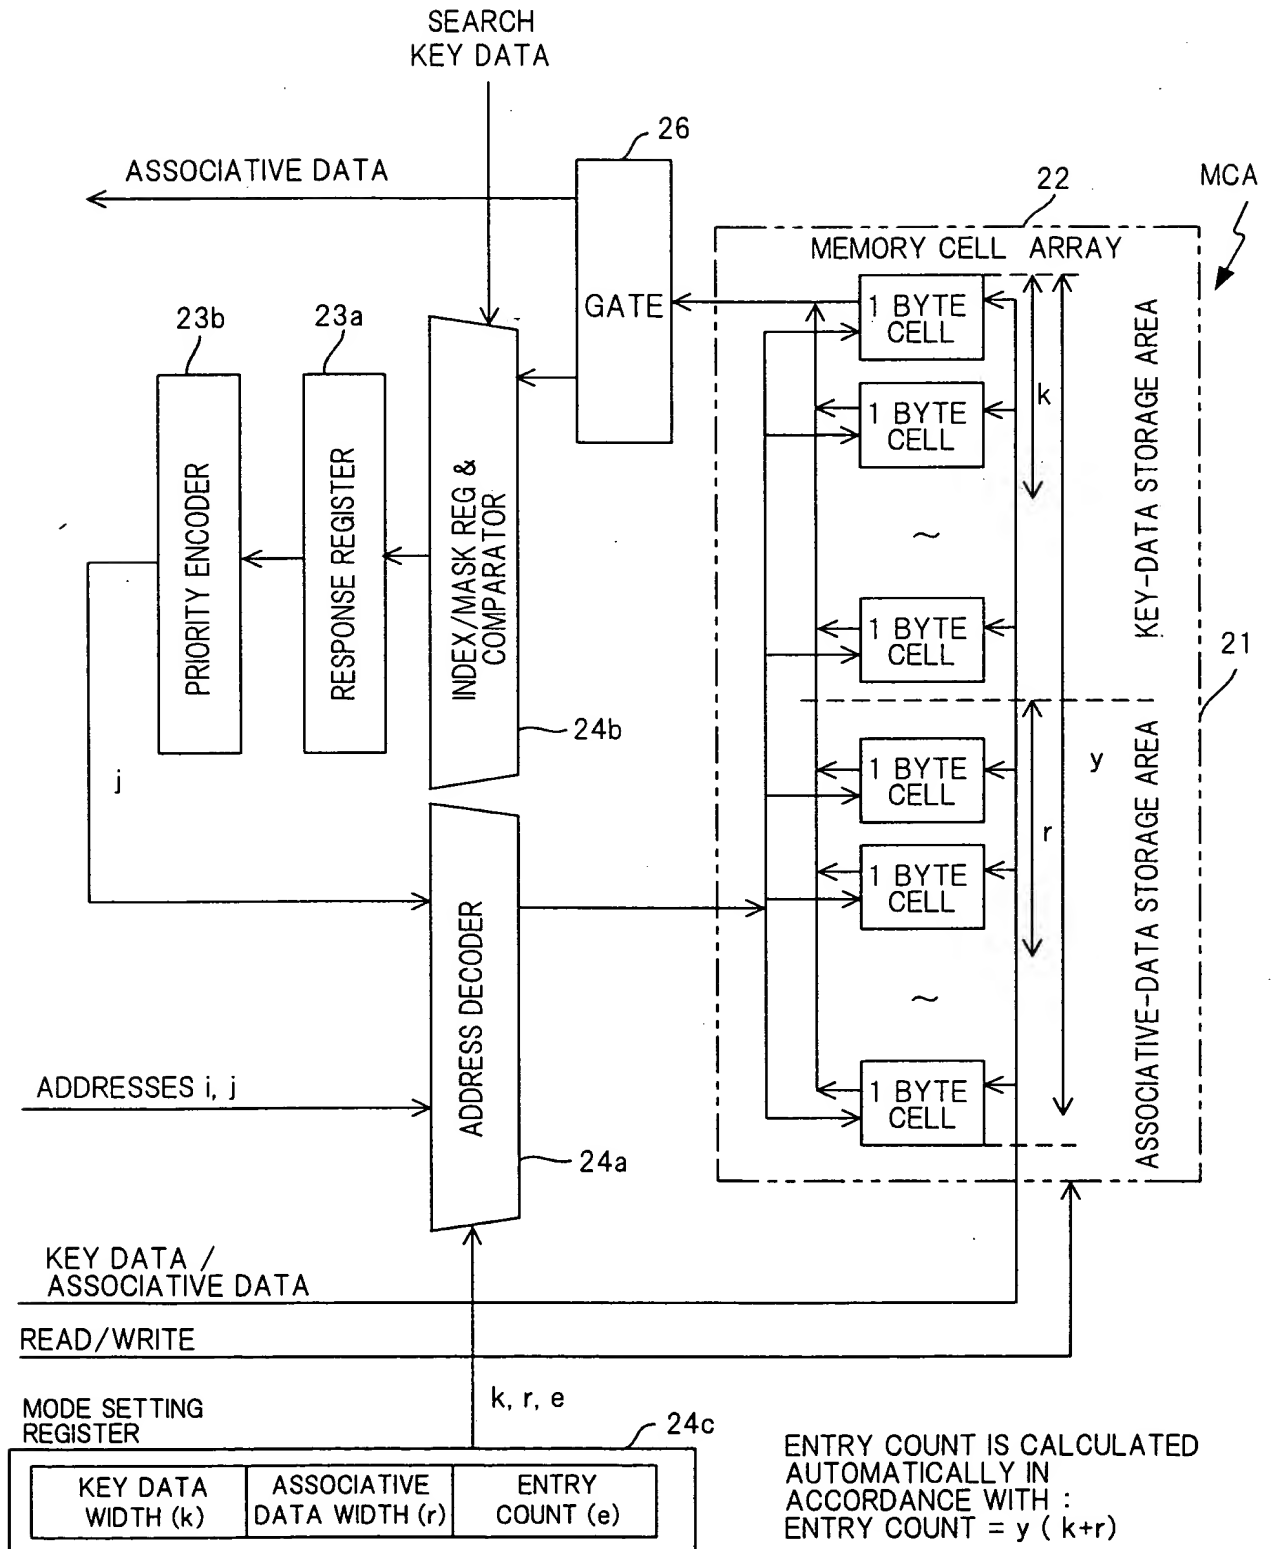 SEARCH
KEY DATA
26
ASSOCIATIVE DATA
22
MCA
MEMORY CELL ARRAY
GATE
1 BYTE
CELL
k
23b
23a
1 BYTE
CELL
KEY-DATA STORAGE AREA
PRIORITY ENCODER
RESPONSE REGISTER
INDEX/MASK REG &
COMPARATOR
1 BYTE
CELL
21
24b
1 BYTE
CELL
y
j
r
1 BYTE
CELL
ASSOCIATIVE-DATA STORAGE AREA
ADDRESS DECODER
~
~
ADDRESSES i, j
1 BYTE
CELL
24a
KEY DATA /
ASSOCIATIVE DATA
READ/WRITE
k, r, e
MODE SETTING
REGISTER
24c
KEY DATA
WIDTH (k)
ASSOCIATIVE
DATA WIDTH (r)
ENTRY
COUNT (e)
ENTRY COUNT IS CALCULATED
AUTOMATICALLY IN
ACCORDANCE WITH :
ENTRY COUNT = y ( k+r)